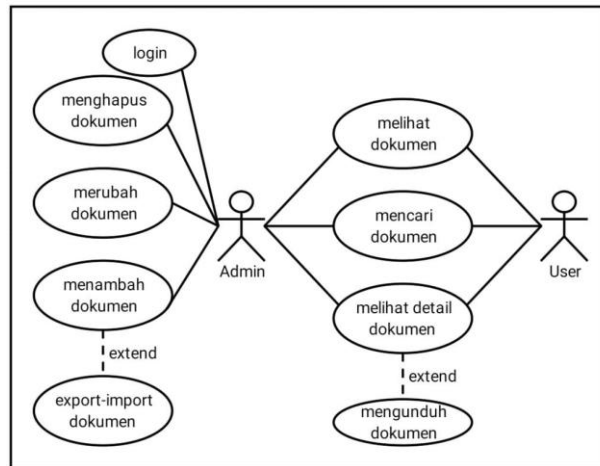 login
menghapus
dokumen
merubah
dokumen
menambah
dokumen
extend
export-import
dokumen
Admin
melihat
dokumen
mencari
dokumen
melihat detail
dokumen
extend
mengunduh
dokumen
User